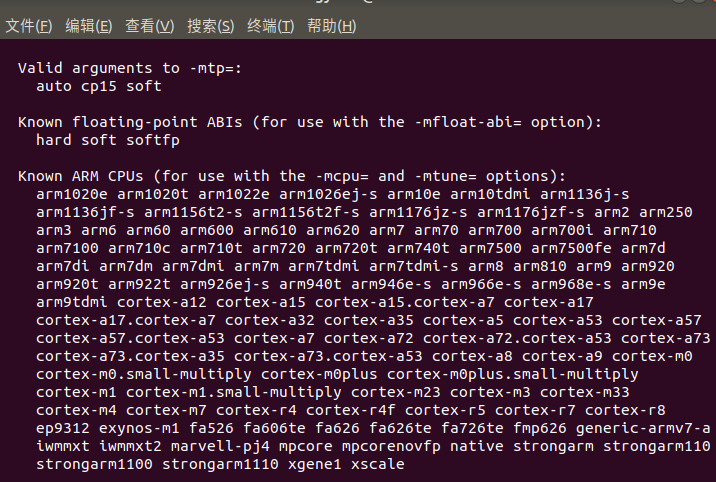 文件(F) 编辑(E) 查看(V) 搜索(S) 终端(T) 帮助(H)
Valid arguments to -mtp=:
auto cp15 soft
Known floating-point ABIs (for use with the -mfloat-abi= option):
hard soft softfp
Known ARM CPUs (for use with the -mcpu= and -mtune= options):
arm1020e arm1020t arm1022e arm1026ej-s arm10e arm10tdmi arm1136j-s
arm1136jf-s arm1156t2-s arm1156t2f-s arm1176jz-s arm1176jzf-s arm2 arm250
arm3 arm6 arm60 arm600 arm610 arm620 arm7 arm70 arm700 arm700i arm710
arm7100 arm710c arm710t arm720 arm720t arm740t arm7500 arm7500fe arm7d
arm7di arm7dm arm7dmi arm7m arm7tdmi arm7tdmi-s arm8 arm810 arm9 arm920
arm920t arm922t arm926ej-s arm940t arm946e-s arm966e-s arm968e-s arm9e
arm9tdmi cortex-a12 cortex-a15 cortex-a15.cortex-a7 cortex-a17
cortex-a17.cortex-a7 cortex-a32 cortex-a35 cortex-a5 cortex-a53 cortex-a57
cortex-a57.cortex-a53 cortex-a7 cortex-a72 cortex-a72.cortex-a53 cortex-a73
cortex-a73.cortex-a35 cortex-a73.cortex-a53 cortex-a8 cortex-a9 cortex-m0
cortex-m0.small-multiply cortex-m0plus cortex-m0plus.small-multiply
cortex-m1 cortex-m1.small-multiply cortex-m23 cortex-m3 cortex-m33
cortex-m4 cortex-m7 cortex-r4 cortex-r4f cortex-r5 cortex-r7 cortex-r8
ep9312 exynos-m1 fa526 fa606te fa626 fa626te fa726te fmp626 generic-armv7-a
iwmmxt iwmmxt2 marvell-pj4 mpcore mpcorenovfp native strongarm strongarm110
strongarm1100 strongarm1110 xgene1 xscale